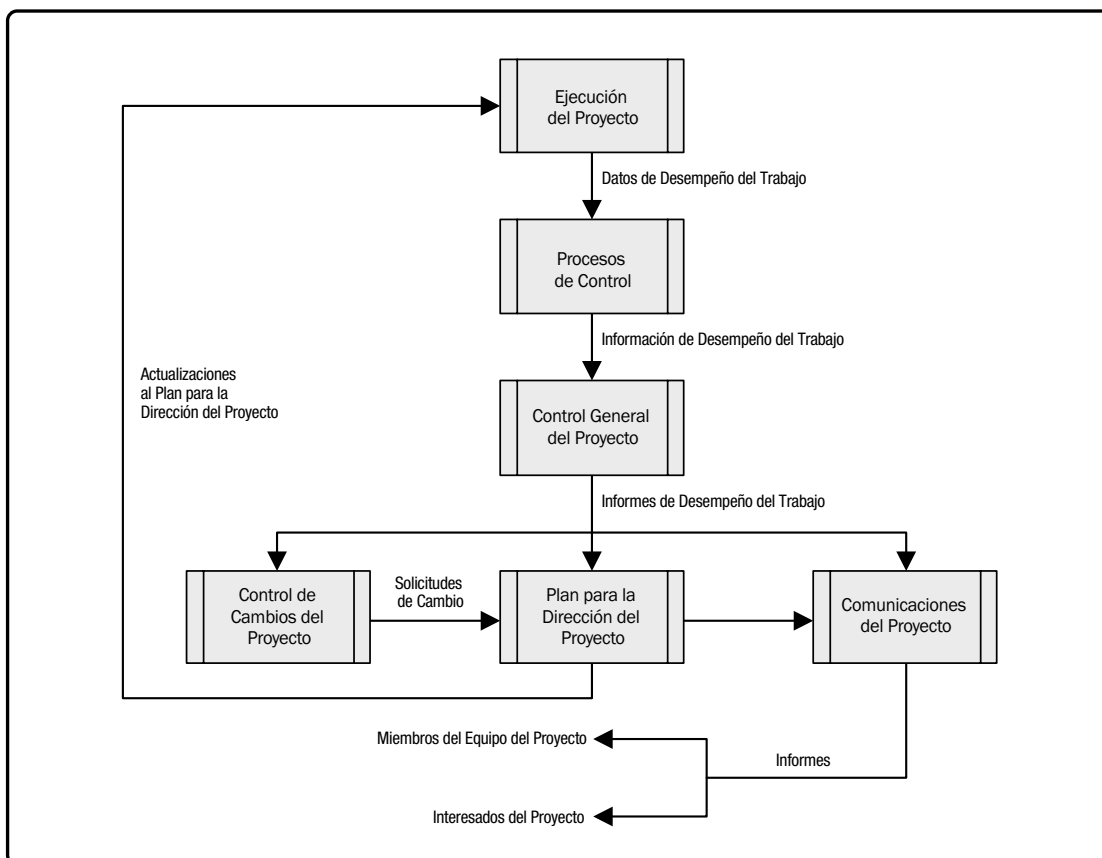 Ejecución
del Proyecto
Datos de Desempeño del Trabajo
Procesos
de Control
Información de Desempeño del Trabajo
Actualizaciones
al Plan para la
Dirección del Proyecto
Control General
del Proyecto
Informes de Desempeño del Trabajo
Control de
Cambios del
Proyecto
Solicitudes
de Cambio
Plan para la
Dirección del
Proyecto
Comunicaciones
del Proyecto
Miembros del Equipo del Proyecto
Informes
Interesados del Proyecto